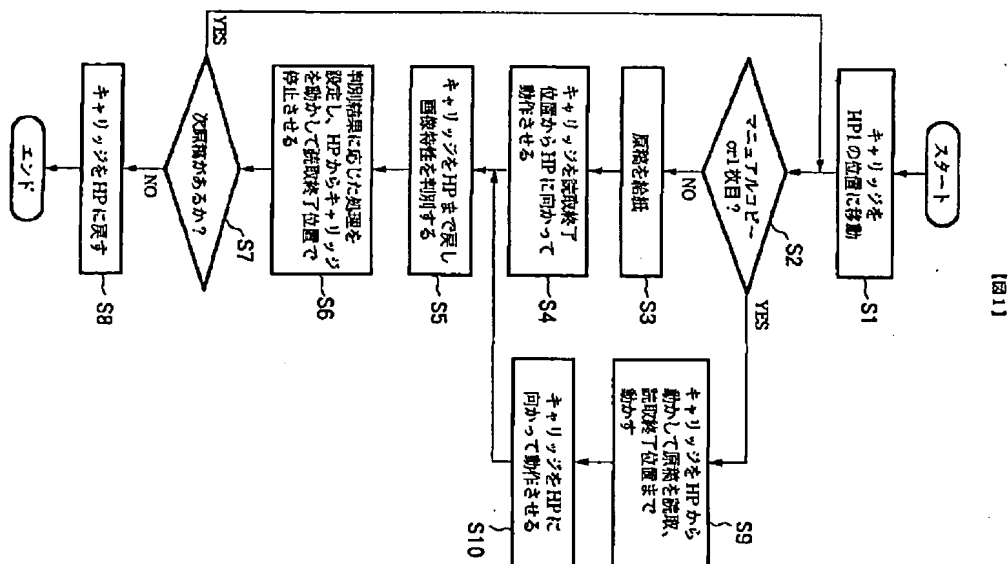 【図1】
スタート
キャリッジを
HP1の位置に移動
S1
マニュアルコピー
or1枚目?
S2
NO
YES
原稿を給紙
S3
キャリッジを読取終了
位置からHPに向かって
動作させる
S4
キャリッジをHPまで戻し
画像特性を判別する
S5
判別結果に応じた処理を
設定し、HPからキャリッジ
を動かして読取終了位置で
停止させる
S6
次原稿があるか?
S7
YES
NO
キャリッジをHPに戻す
S8
エンド
キャリッジをHPから
動かして原稿を読取、
読取終了位置まで
動かす
S9
キャリッジをHPに
向かって動作させる
S10